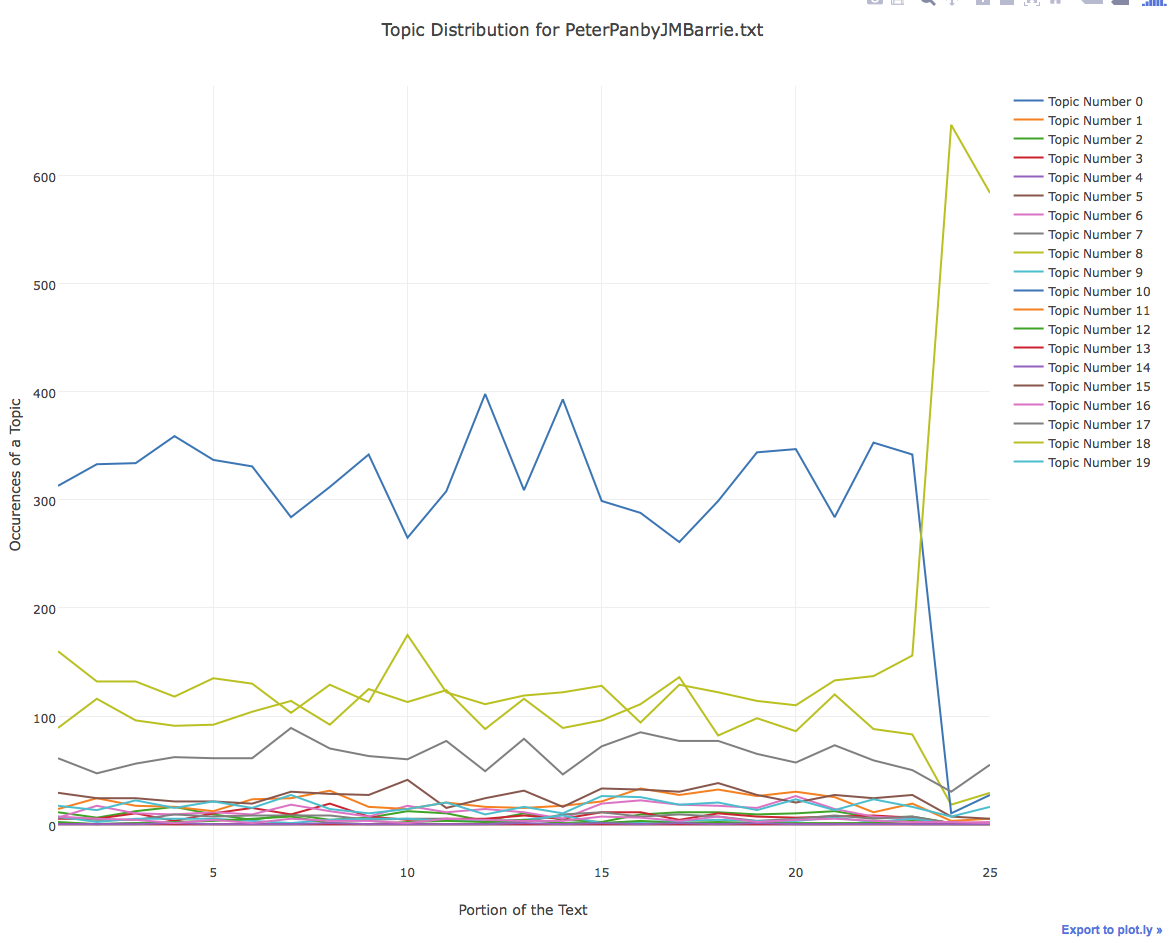 Topic Distribution for PeterPanbyJMBarrie.txt
Topic Number 0
Topic Number 1
Topic Number 2
Topic Number 3
Topic Number 4
Topic Number 5
Topic Number 6
Topic Number 7
Topic Number 8
Topic Number 9
Topic Number 10
Topic Number 11
Topic Number 12
Topic Number 13
Topic Number 14
Topic Number 15
Topic Number 16
Topic Number 17
Topic Number 18
Topic Number 19
Occurences of a Topic
600
500
400
300
200
100
0
5
10
15
20
25
Portion of the Text
Export to plot.ly »